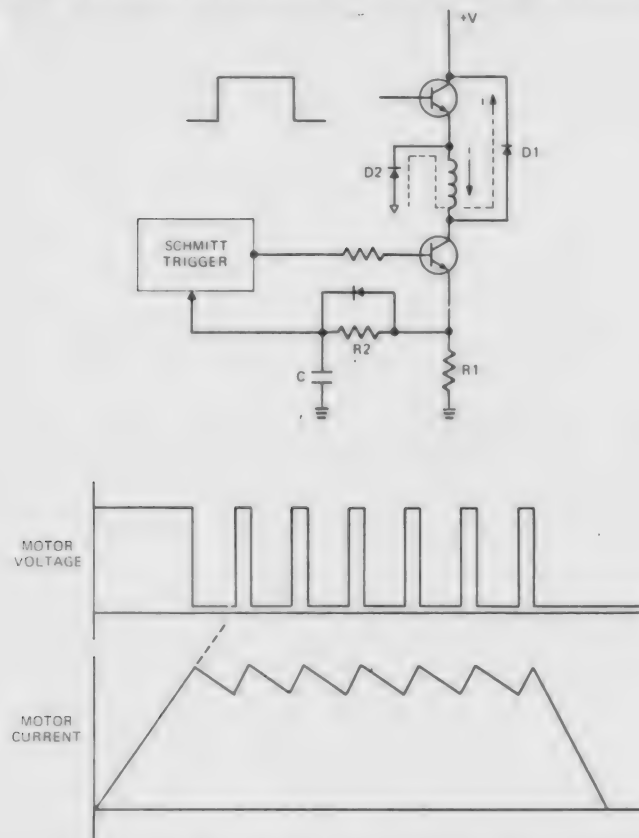 +V
D1
I
D2
SCHMITT
TRIGGER
R2
C
R1
MOTOR
VOLTAGE
MOTOR
CURRENT